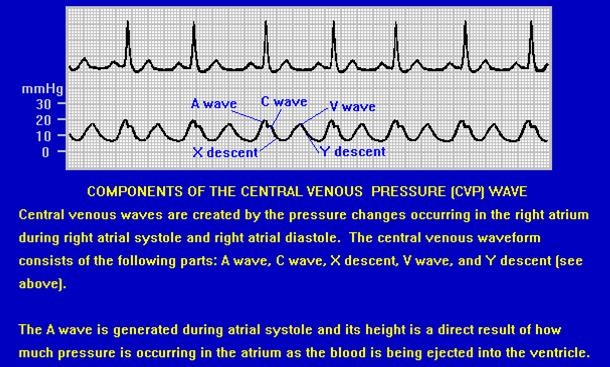 mmHg
30
20
10
0
A wave
C wave
V wave
X descent
Y descent
COMPONENTS OF THE CENTRAL VENOUS PRESSURE (CVP) WAVE
Central venous waves are created by the pressure changes occurring in the right atrium
during right atrial systole and right atrial diastole. The central venous waveform
consists of the following parts: A wave, C wave, X descent, V wave, and Y descent (see
above).
The A wave is generated during atrial systole and its height is a direct result of how
much pressure is occurring in the atrium as the blood is being ejected into the ventricle.